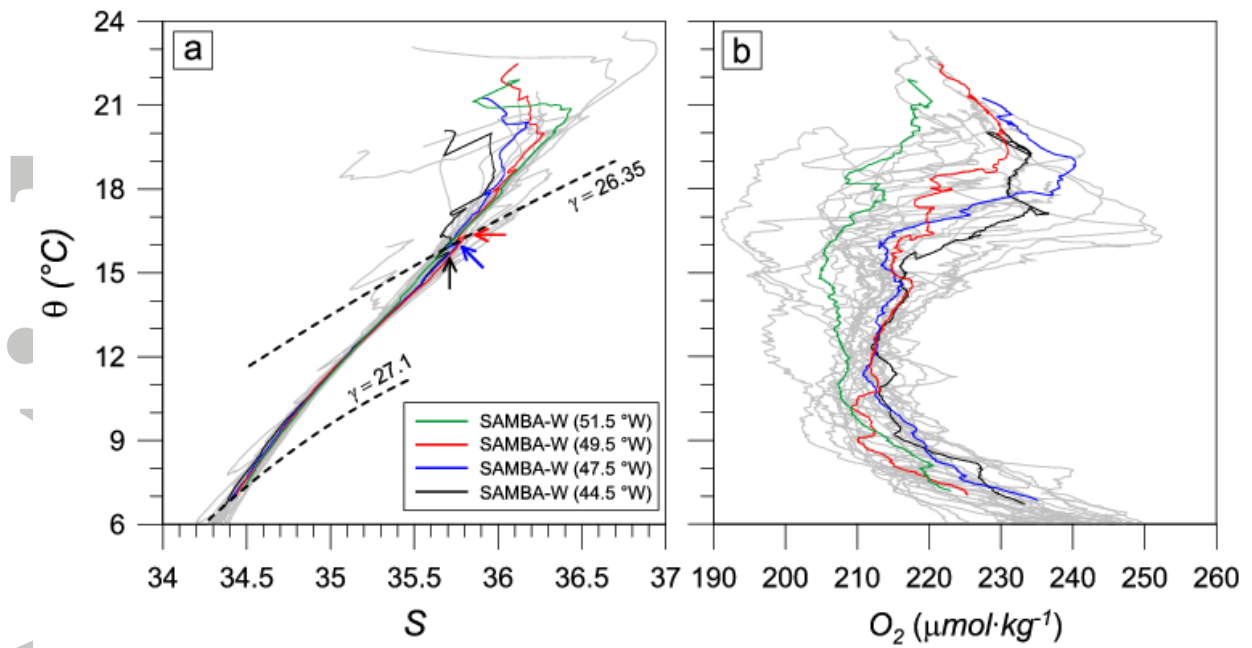 24
21
18
15
12
9
6
θ (°C)
a
γ = 26.35
γ = 27.1
SAMBA-W (51.5 °W)
SAMBA-W (49.5 °W)
SAMBA-W (47.5 °W)
SAMBA-W (44.5 °W)
34 34.5 35 35.5 36 36.5 37
S
b
190 200 210 220 230 240 250 260
O2 (μmol·kg-1)